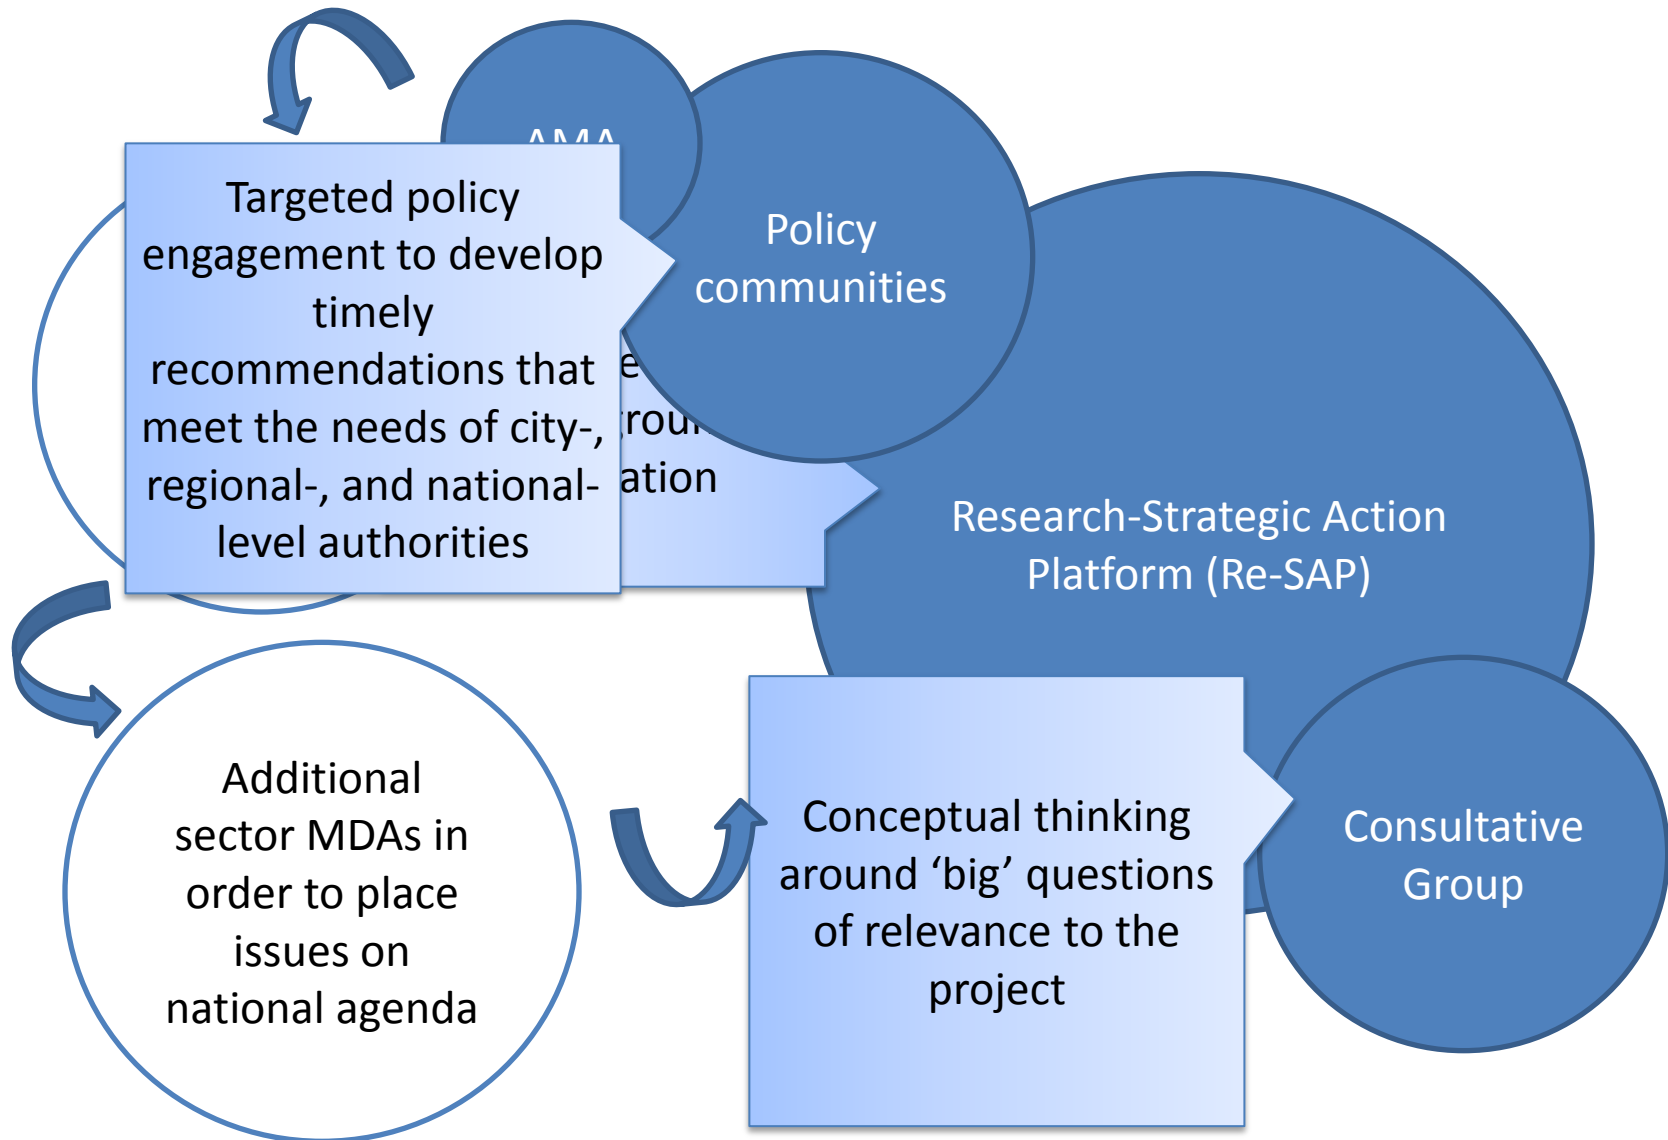 AMA
Targeted policy
engagement to develop
timely
recommendations that
meet the needs of city-,
regional-, and national-
level authorities
Policy
communities
ation
Research-Strategic Action
Platform (Re-SAP)
Additional
sector MDAs in
order to place
issues on
national agenda
Conceptual thinking
around ‘big’ questions
of relevance to the
project
Consultative
Group